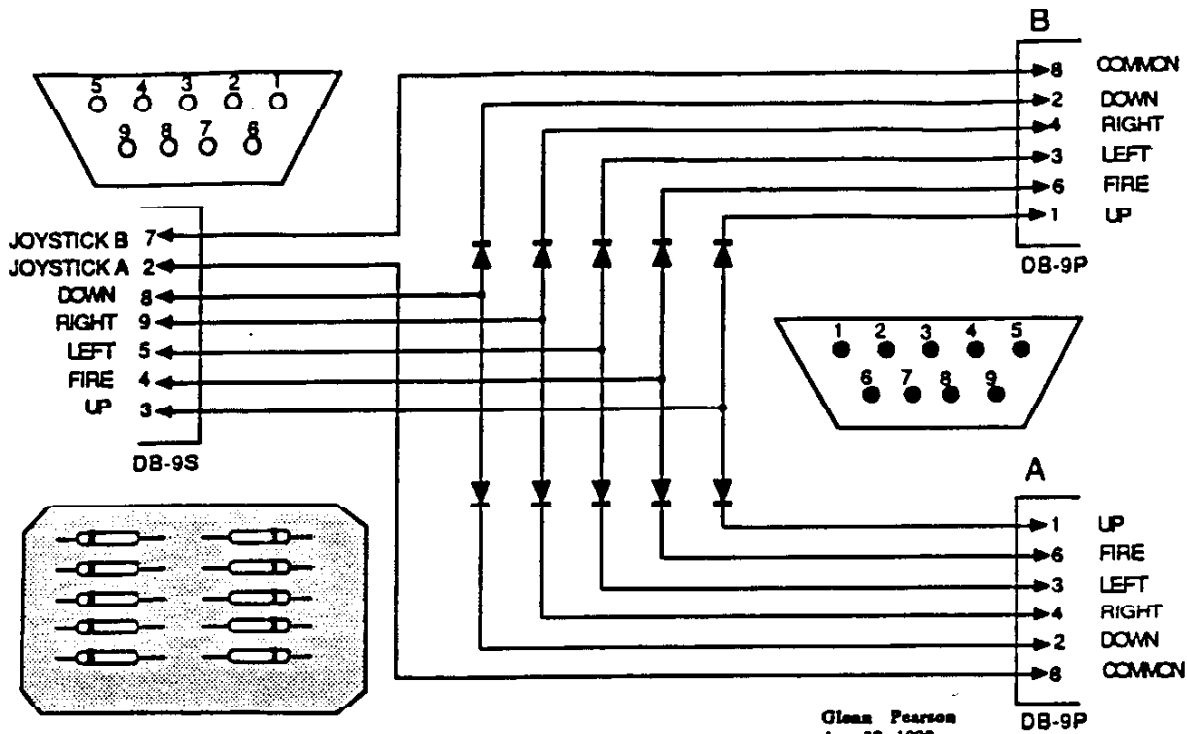 B
8 COMMON
2 DOWN
4 RIGHT
3 LEFT
6 FIRE
1 UP
DB-9P
5 4 3 2 1
9 8 7 6
JOYSTICK B 7
JOYSTICK A 2
DOWN 8
RIGHT 9
LEFT 5
FIRE 4
UP 3
DB-9S
1 2 3 4 5
6 7 8 9
A
1 UP
6 FIRE
3 LEFT
4 RIGHT
2 DOWN
8 COMMON
DB-9P
Glenn Pearson